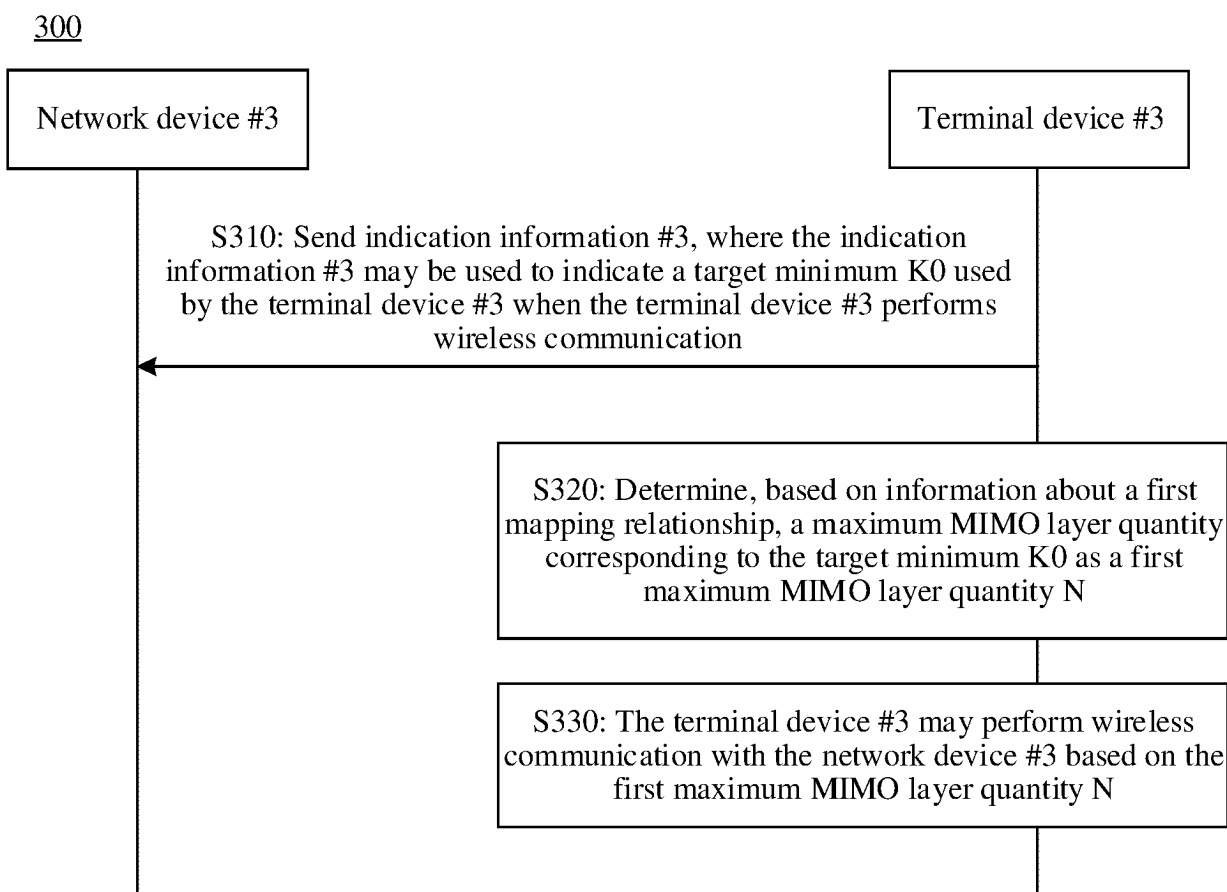 300
Network device #3
Terminal device #3
S310: Send indication information #3, where the indication
information #3 may be used to indicate a target minimum K0 used
by the terminal device #3 when the terminal device #3 performs
wireless communication
S320: Determine, based on information about a first
mapping relationship, a maximum MIMO layer quantity
corresponding to the target minimum K0 as a first
maximum MIMO layer quantity N
S330: The terminal device #3 may perform wireless
communication with the network device #3 based on the
first maximum MIMO layer quantity N